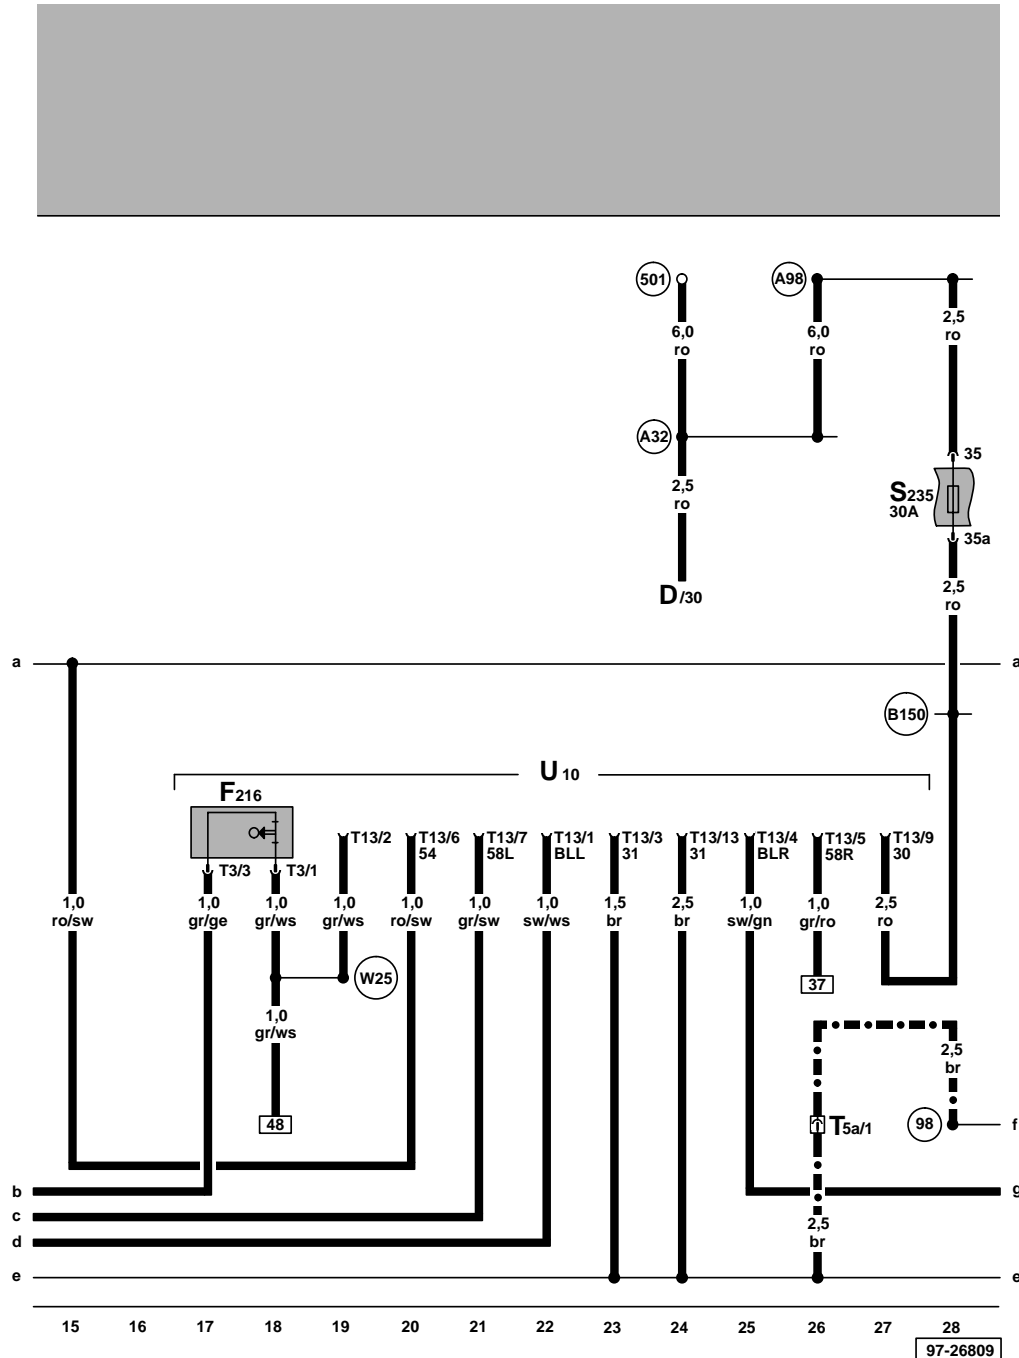 501
A98
6,0
ro
6,0
ro
2,5
ro
A32
35
2,5
ro
S235
30A
35a
D/30
2,5
ro
a
a
B150
U10
F216
T3/3
T3/1
T13/2
T13/6
54
T13/7
58L
T13/1
BLL
T13/3
31
T13/13
31
T13/4
BLR
T13/5
58R
T13/9
30
1,0
ro/sw
1,0
gr/ge
1,0
gr/ws
1,0
gr/ws
1,0
ro/sw
1,0
gr/sw
1,0
sw/ws
1,5
br
2,5
br
1,0
sw/gn
1,0
gr/ro
2,5
ro
W25
37
1,0
gr/ws
2,5
br
48
T5a/1
98
f
b
g
c
d
2,5
br
e
e
15 16 17 18 19 20 21 22 23 24 25 26 27 28
97-26809